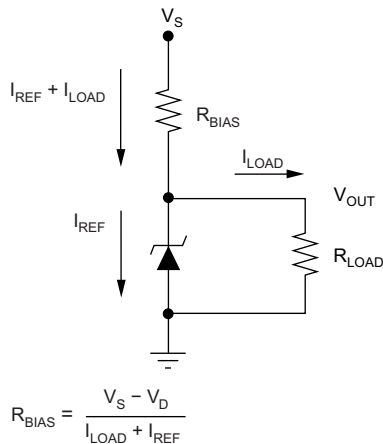 V_S
I_REF + I_LOAD
R_BIAS
I_LOAD
V_OUT
I_REF
R_LOAD
R_BIAS = V_S − V_D / I_LOAD + I_REF